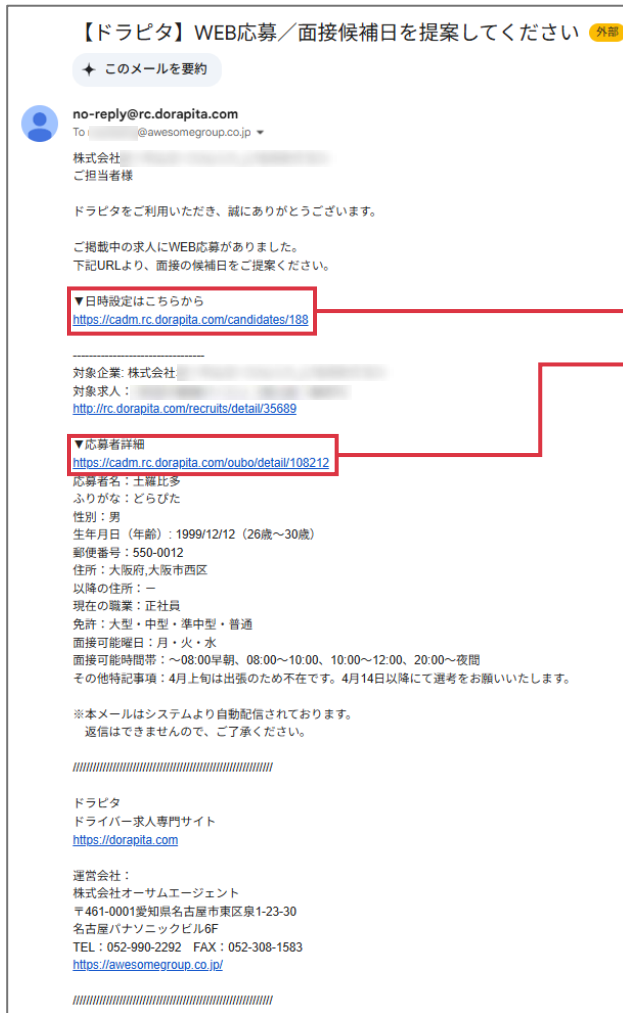 【ドラピタ】WEB応募／面接候補日を提案してください 外部
このメールを要約
no-reply@rc.dorapita.com
To @awesomegroup.co.jp
株式会社
ご担当者様
ドラピタをご利用いただき、誠にありがとうございます。
ご掲載中の求人にWEB応募がありました。
下記URLより、面接の候補日をご提案ください。
▼日時設定はこちらから
https://cadm.rc.dorapita.com/candidates/188
--------------------------------
対象企業: 株式会社
対象求人：
http://rc.dorapita.com/recruits/detail/35689
▼応募者詳細
https://cadm.rc.dorapita.com/oubo/detail/108212
応募者名：土羅比多
ふりがな：どらぴた
性別：男
生年月日（年齢）: 1999/12/12（26歳〜30歳）
郵便番号：550-0012
住所：大阪府,大阪市西区
以降の住所：ー
現在の職業：正社員
免許：大型・中型・準中型・普通
面接可能曜日：月・火・水
面接可能時間帯：〜08:00早朝、08:00〜10:00、10:00〜12:00、20:00〜夜間
その他特記事項：4月上旬は出張のため不在です。4月14日以降にて選考をお願いいたします。
※本メールはシステムより自動配信されております。
返信はできませんので、ご了承ください。
////////////////////////////////////////////////////////////
ドラピタ
ドライバー求人専門サイト
https://dorapita.com
運営会社：
株式会社オーサムエージェント
〒461-0001愛知県名古屋市東区泉1-23-30
名古屋パナソニックビル6F
TEL：052-990-2292　FAX：052-308-1583
https://awesomegroup.co.jp/
////////////////////////////////////////////////////////////